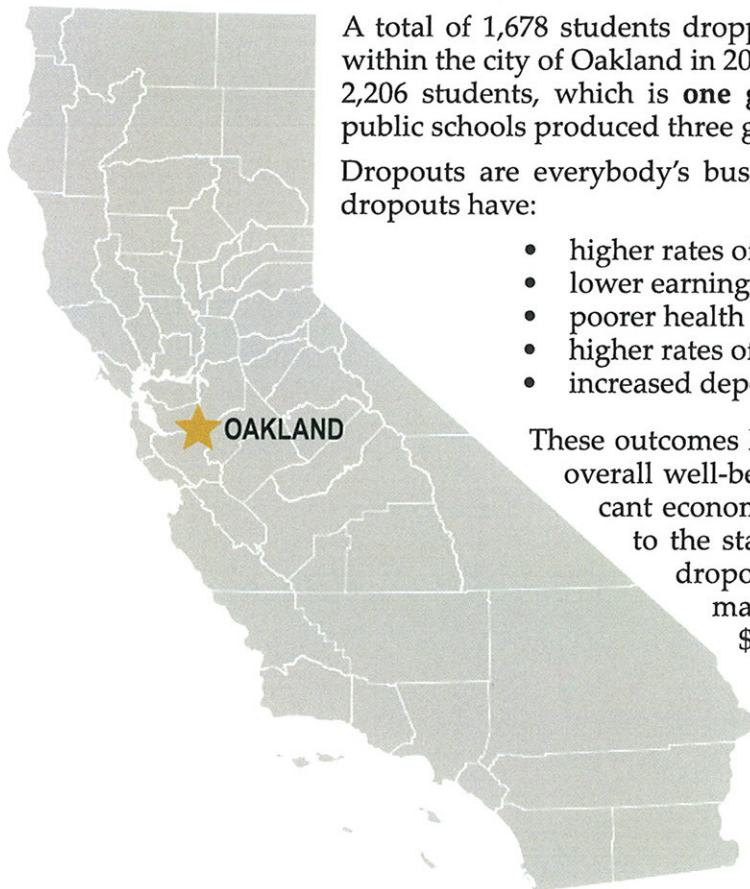 A total of 1,678 students dropp
within the city of Oakland in 20
2,206 students, which is one g
public schools produced three g
Dropouts are everybody's bus
dropouts have:
• higher rates o
• lower earning
• poorer health
• higher rates of
• increased depe
OAKLAND
These outcomes l
overall well-be
cant econom
to the sta
dropo
ma
$